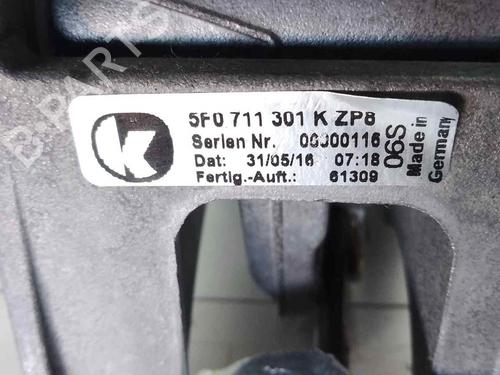 k
5F0 711 301 K ZP8
Serien Nr. 00000116
Dat: 31/05/16 07:18
Fertig.-Auft.: 61309
06S
Made in
Germany
B PARTS